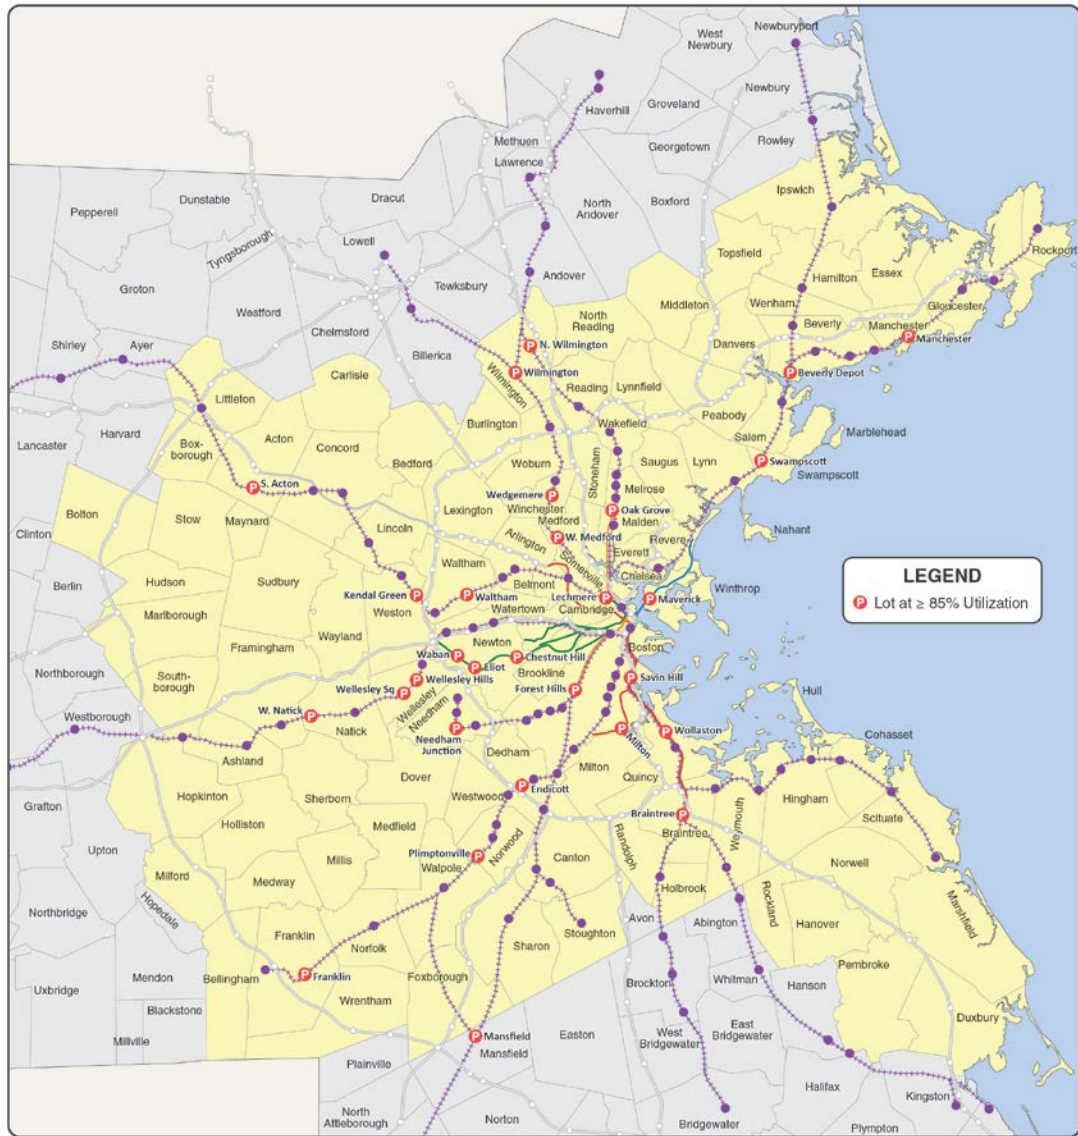 Newburyport
West
Newbury
Newbury
Haverhill
Groveland
Rowley
Methuen
Georgetown
Lawrence
Ipswich
Dracut
North
Andover
Boxford
Dunstable
Pepperell
Tyngsborough
Lowell
Topsfield
Rockport
Andover
Essex
Hamilton
Tewksbury
Groton
Middleton
Wenham
Gloucester
Westford
North
Reading
Beverly
Manchester
Chelmsford
Danvers
Manchester
Shirley
Ayer
N. Wilmington
Billerica
Wilmington
Wilmington
Beverly Depot
Carlisle
Reading
Lynnfield
Littleton
Peabody
Burlington
Wakefield
Marblehead
Lancaster
Harvard
Acton
Salem
Box-
borough
Concord
Bedford
Woburn
Stoneham
Saugus
Lynn
Swampscott
Swampscott
S. Acton
Melrose
Wedgemere
Winchester
Lexington
Bolton
Stow
Maynard
Medford
Oak Grove
Malden
Lincoln
Nahant
Clinton
Arlington
W. Medford
Revere
Everett
Waltham
Somerville
Chelsea
Hudson
Belmont
Berlin
Sudbury
Winthrop
Kendal Green
Waltham
Lechmere
Maverick
Marlborough
Weston
Watertown
Cambridge
LEGEND
P Lot at ≥ 85% Utilization
Wayland
Newton
Framingham
Boston
Waban
Chestnut Hill
Northborough
Eliot
Brookline
South-
borough
Wellesley Hills
Savin Hill
Wellesley Sq
Forest Hills
Hull
Wellesley
Needham
W. Natick
Westborough
Natick
Wollaston
Needham
Junction
Milton
Cohasset
Ashland
Dedham
Milton
Dover
Quincy
Hingham
Grafton
Hopkinton
Sherborn
Westwood
Endicott
Scituate
Holliston
Braintree
Weymouth
Medfield
Upton
Randolph
Braintree
Norwood
Plimptonville
Norwell
Millis
Walpole
Canton
Milford
Medway
Holbrook
Rockland
Northbridge
Hopedale
Avon
Abington
Hanover
Marshfield
Franklin
Stoughton
Norfolk
Sharon
Pembroke
Mendon
Bellingham
Franklin
Foxborough
Brockton
Whitman
Hanson
Uxbridge
Wrentham
Blackstone
Duxbury
Millville
Mansfield
Easton
West
Bridgewater
East
Bridgewater
Plainville
Mansfield
Halifax
Kingston
North
Attleborough
Norton
Bridgewater
Plympton